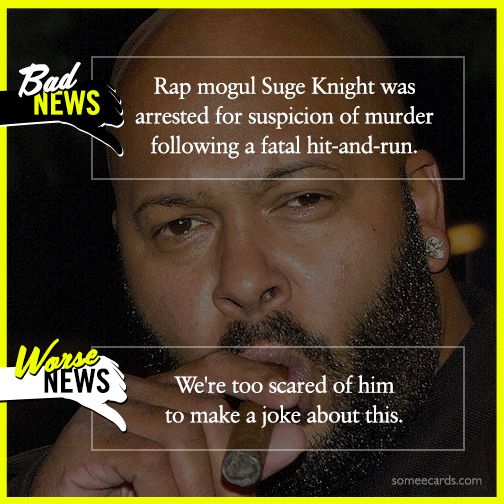 Bad
NEWS
Rap mogul Suge Knight was
arrested for suspicion of murder
following a fatal hit-and-run.
Worse
NEWS
We're too scared of him
to make a joke about this.
someecards.com